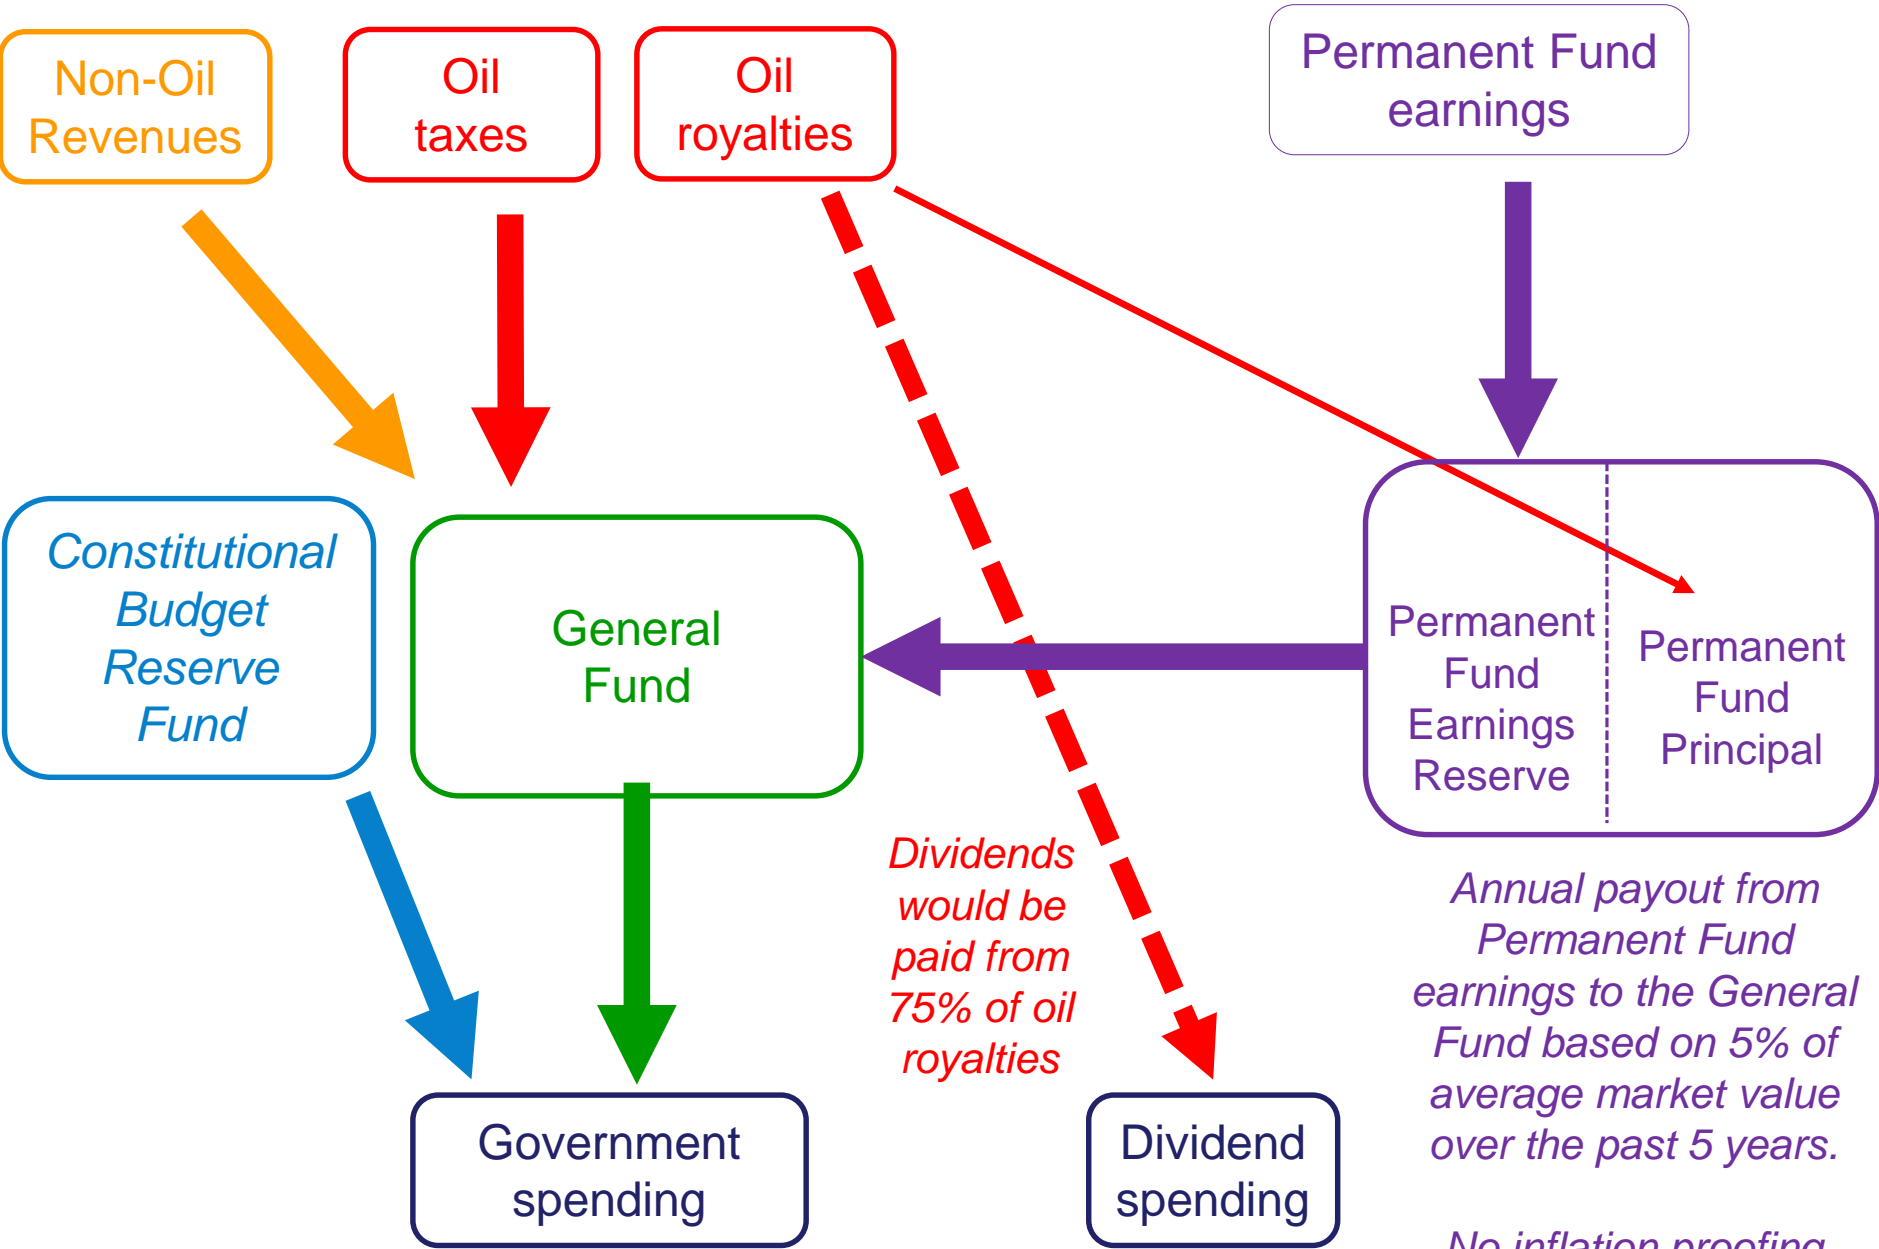 Non-Oil
Revenues
Oil
taxes
Oil
royalties
Permanent Fund
earnings
Constitutional
Budget
Reserve
Fund
General
Fund
Permanent
Fund
Earnings
Reserve
Permanent
Fund
Principal
Dividends
would be
paid from
75% of oil
royalties
Annual payout from
Permanent Fund
earnings to the General
Fund based on 5% of
average market value
over the past 5 years.
No inflation proofing
Government
spending
Dividend
spending